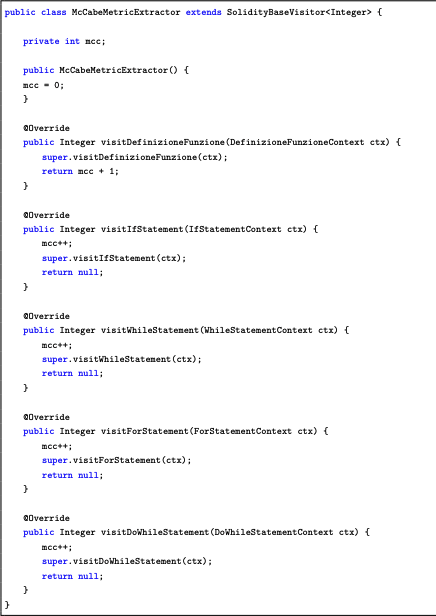 public class McCabeMetricExtractor extends SolidityBaseVisitor<Integer> {
private int mcc;
public McCabeMetricExtractor() {
mcc = 0;
}
@Override
public Integer visitDefinizioneFunzione(DefinizioneFunzioneContext ctx) {
super.visitDefinizioneFunzione(ctx);
return mcc + 1;
}
@Override
public Integer visitIfStatement(IfStatementContext ctx) {
mcc++;
super.visitIfStatement(ctx);
return null;
}
@Override
public Integer visitWhileStatement(WhileStatementContext ctx) {
mcc++;
super.visitWhileStatement(ctx);
return null;
}
@Override
public Integer visitForStatement(ForStatementContext ctx) {
mcc++;
super.visitForStatement(ctx);
return null;
}
@Override
public Integer visitDoWhileStatement(DoWhileStatementContext ctx) {
mcc++;
super.visitDoWhileStatement(ctx);
return null;
}
}